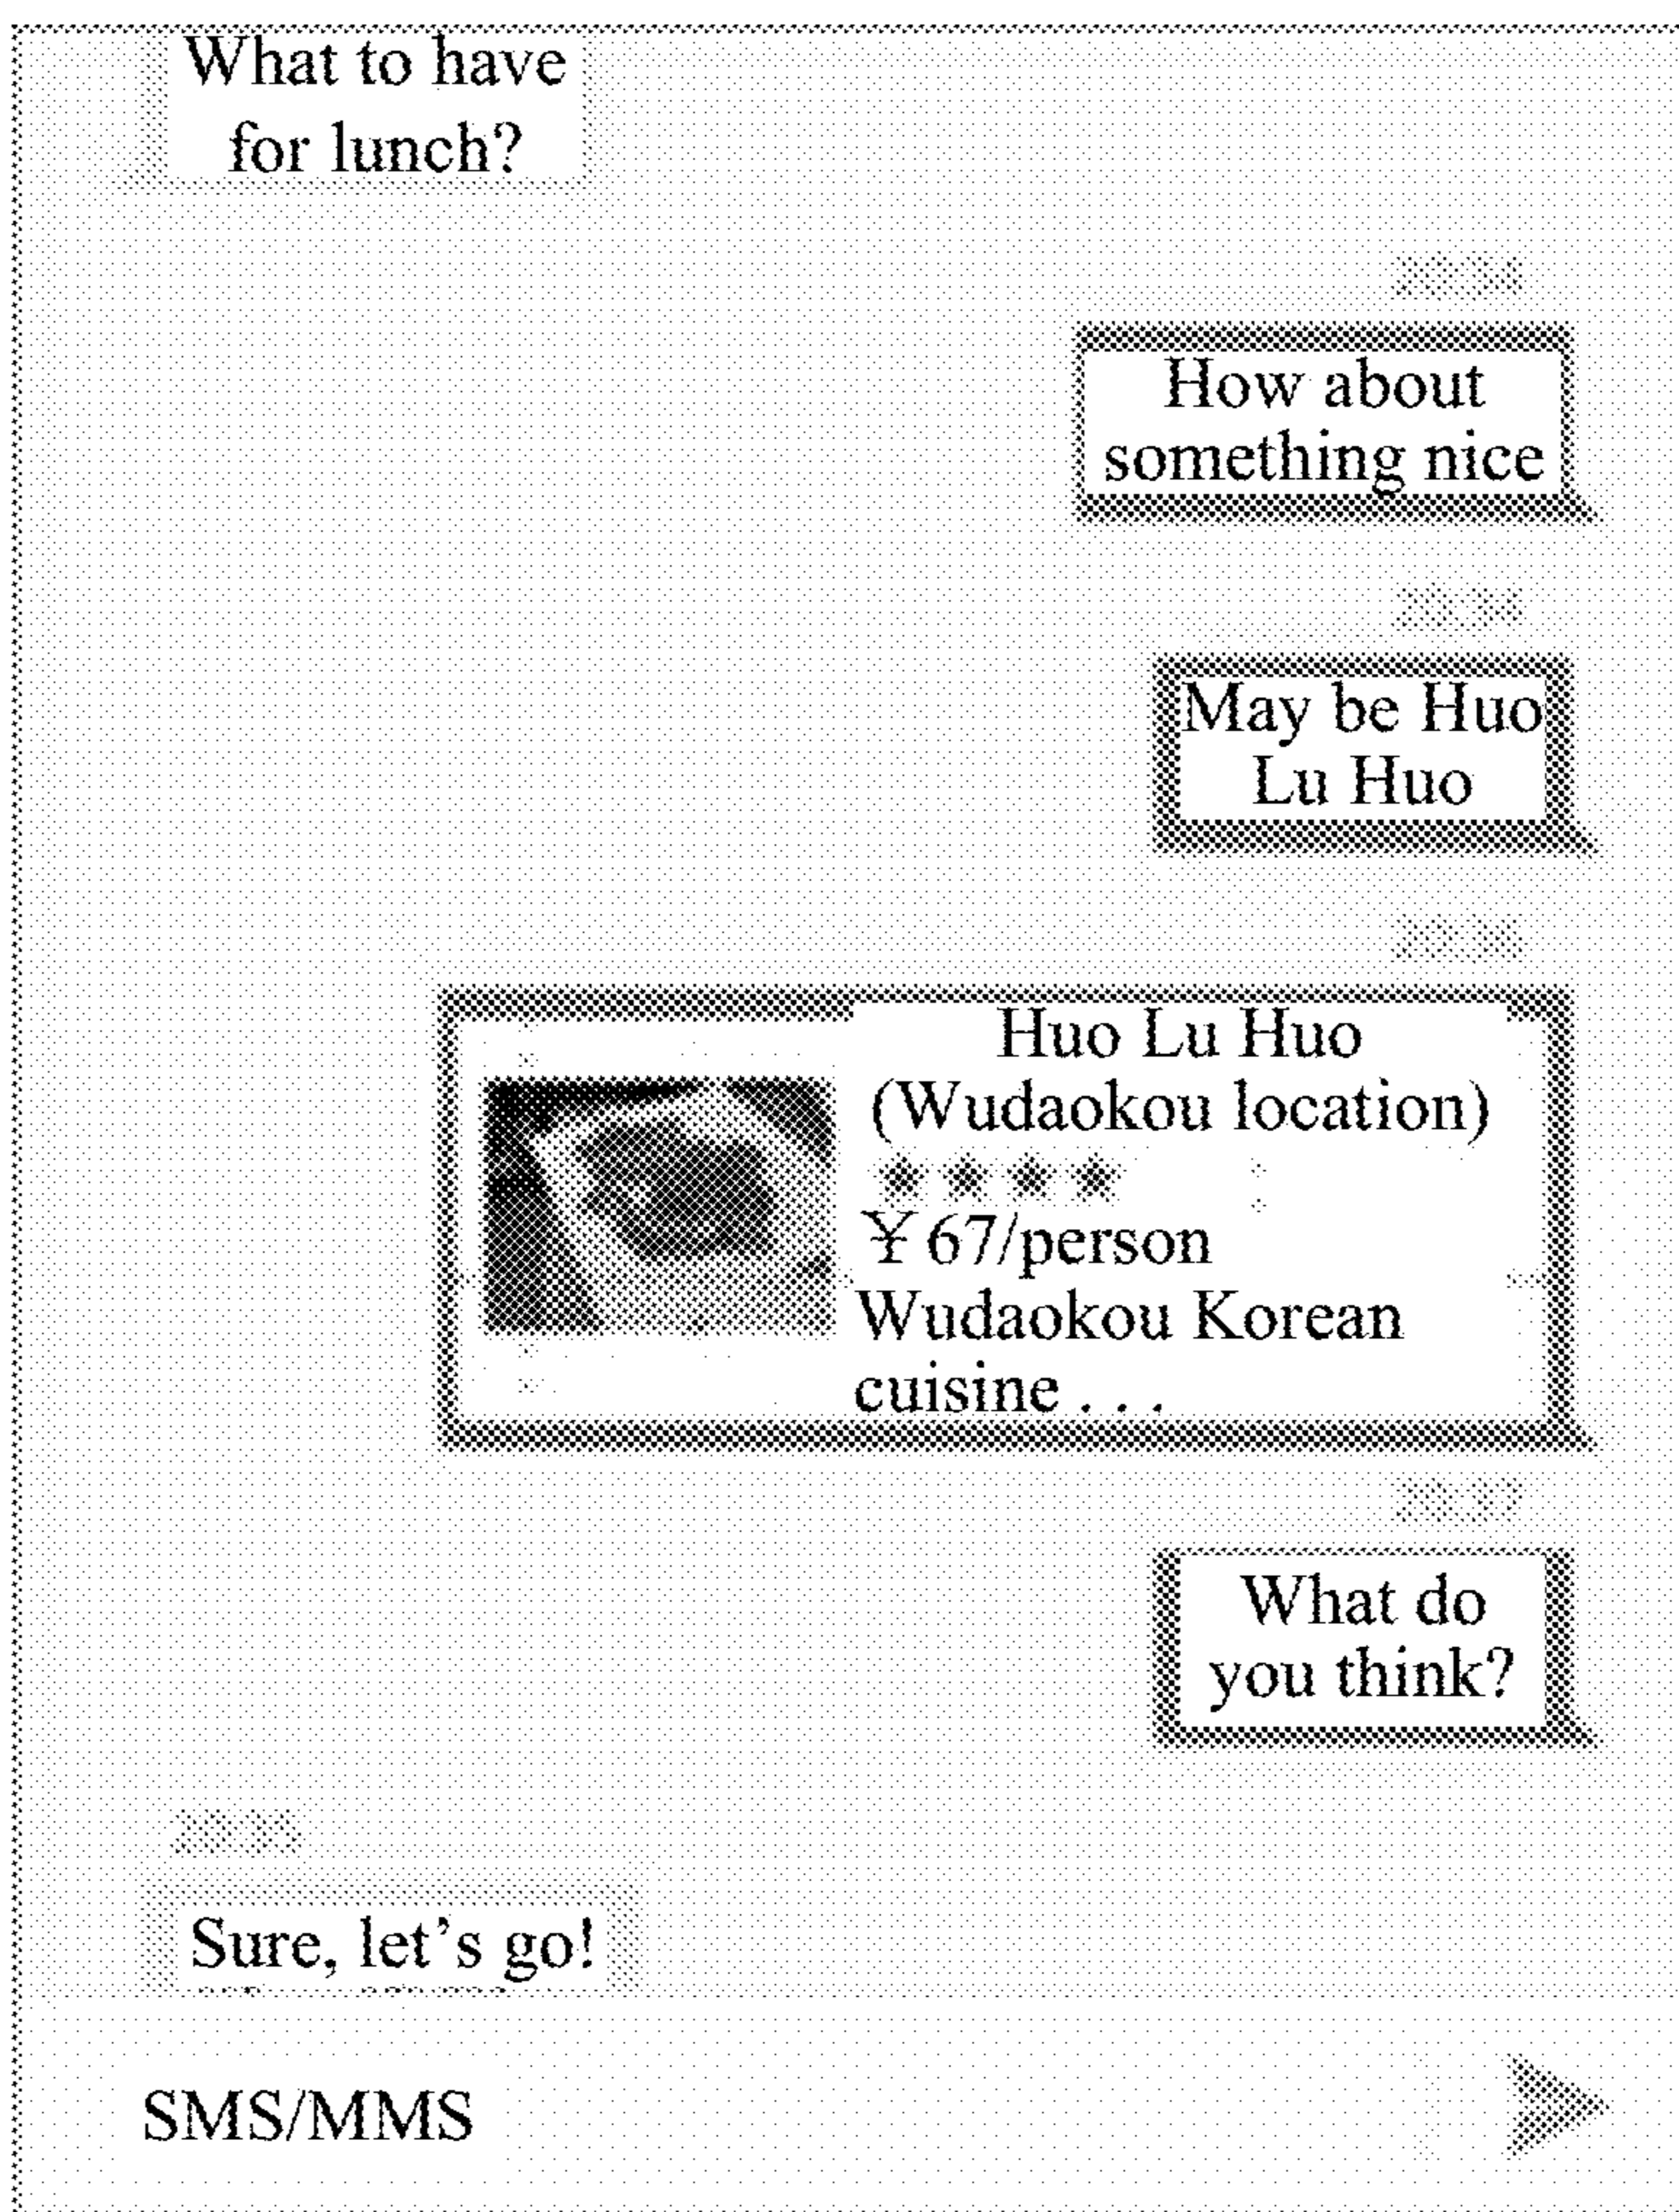 What to have
for lunch?
How about
something nice
May be Huo
Lu Huo
Huo Lu Huo
(Wudaokou location)
￥67/person
Wudaokou Korean
cuisine . . .
What do
you think?
Sure, let’s go!
SMS/MMS